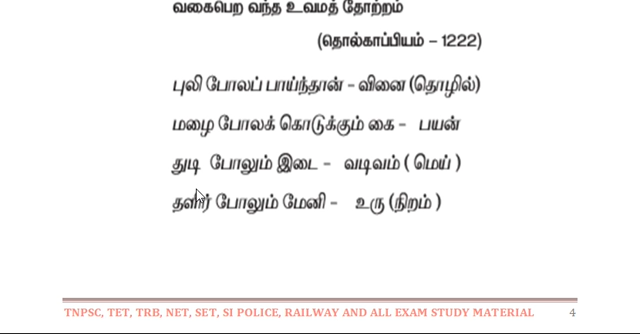 வகைபெற வந்த உவமத் தோற்றம்
(தொல்காப்பியம் – 1222)
புலி போலப் பாய்ந்தான் – வினை (தொழில்)
மழை போலக் கொடுக்கும் கை – பயன்
துடி போலும் இடை – வடிவம் ( மெய் )
தளிர் போலும் மேனி – உரு (நிறம் )
TNPSC, TET, TRB, NET, SET, SI POLICE, RAILWAY AND ALL EXAM STUDY MATERIAL 4